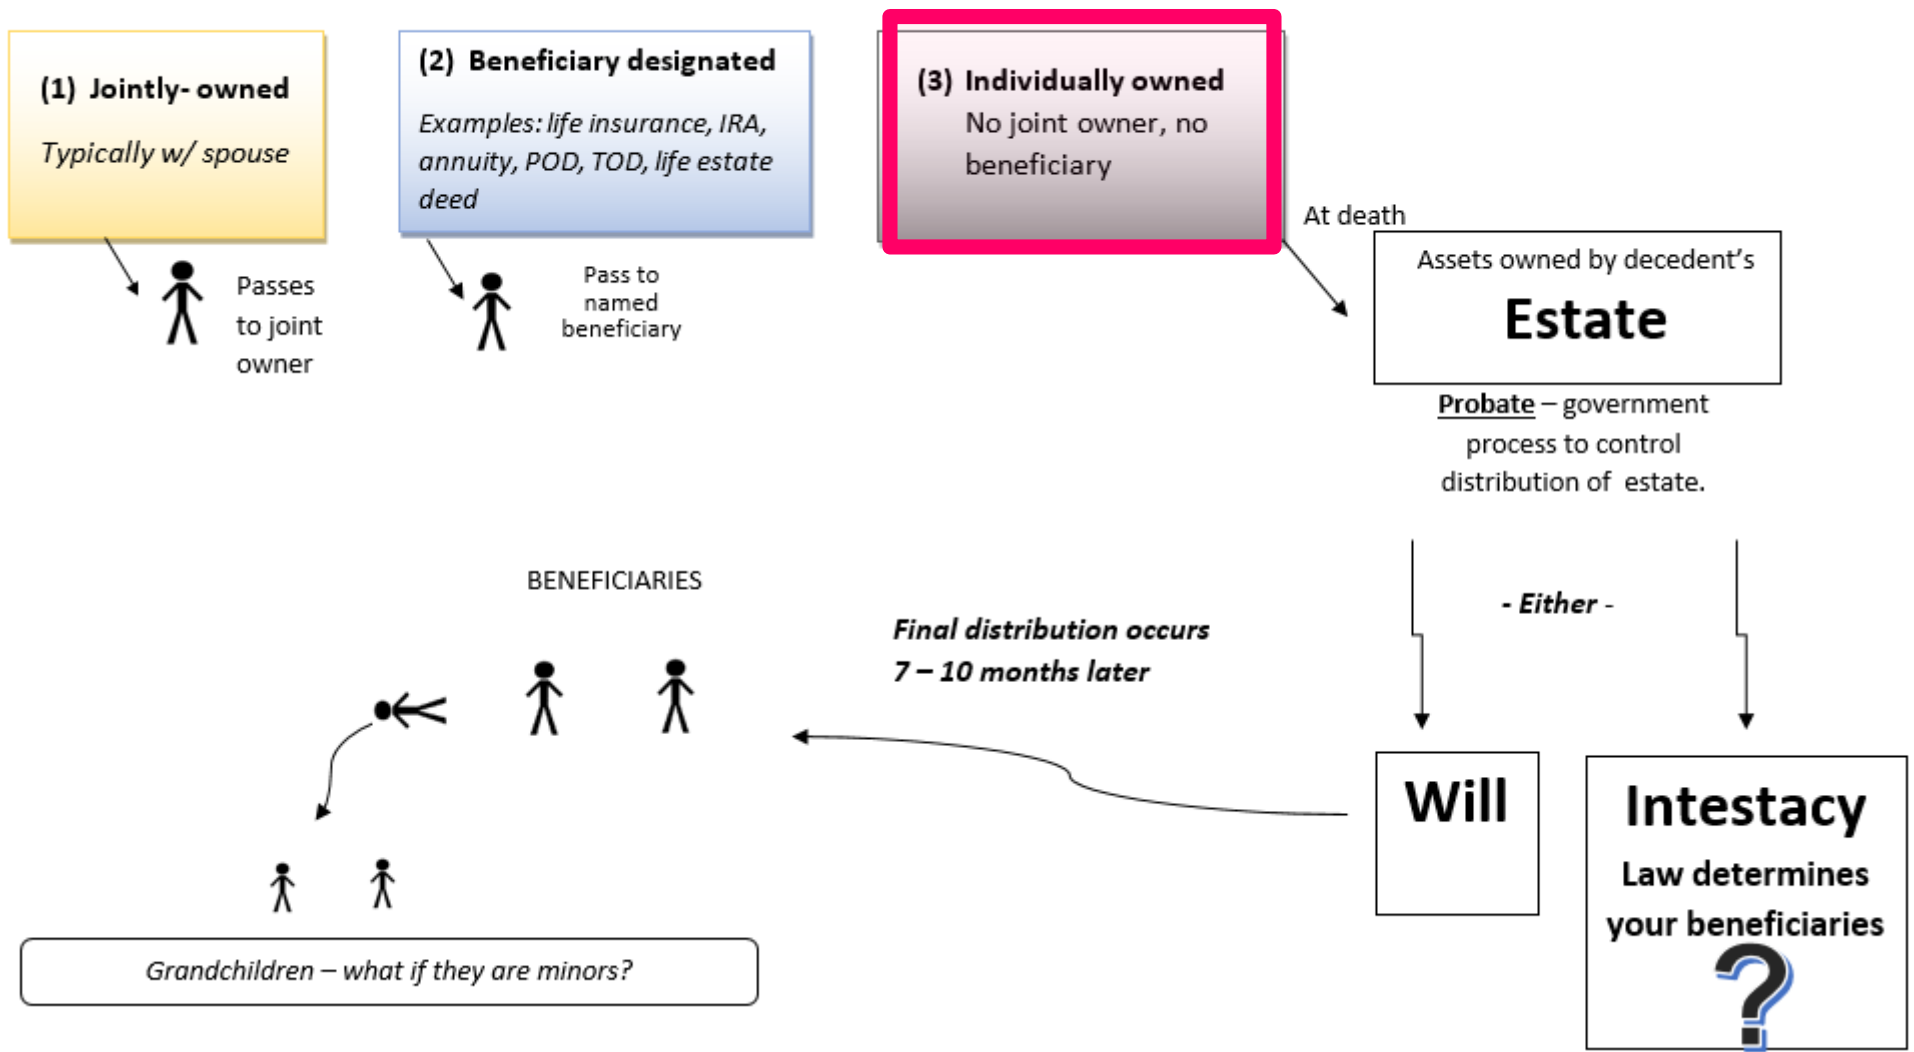 (1) Jointly- owned
Typically w/ spouse
(2) Beneficiary designated
Examples: life insurance, IRA,
annuity, POD, TOD, life estate
deed
(3) Individually owned
No joint owner, no
beneficiary
At death
Passes
to joint
owner
Pass to
named
beneficiary
Assets owned by decedent’s
Estate
Probate – government
process to control
distribution of estate.
- Either -
BENEFICIARIES
Final distribution occurs
7 – 10 months later
Will
Intestacy
Law determines
your beneficiaries
?
Grandchildren – what if they are minors?